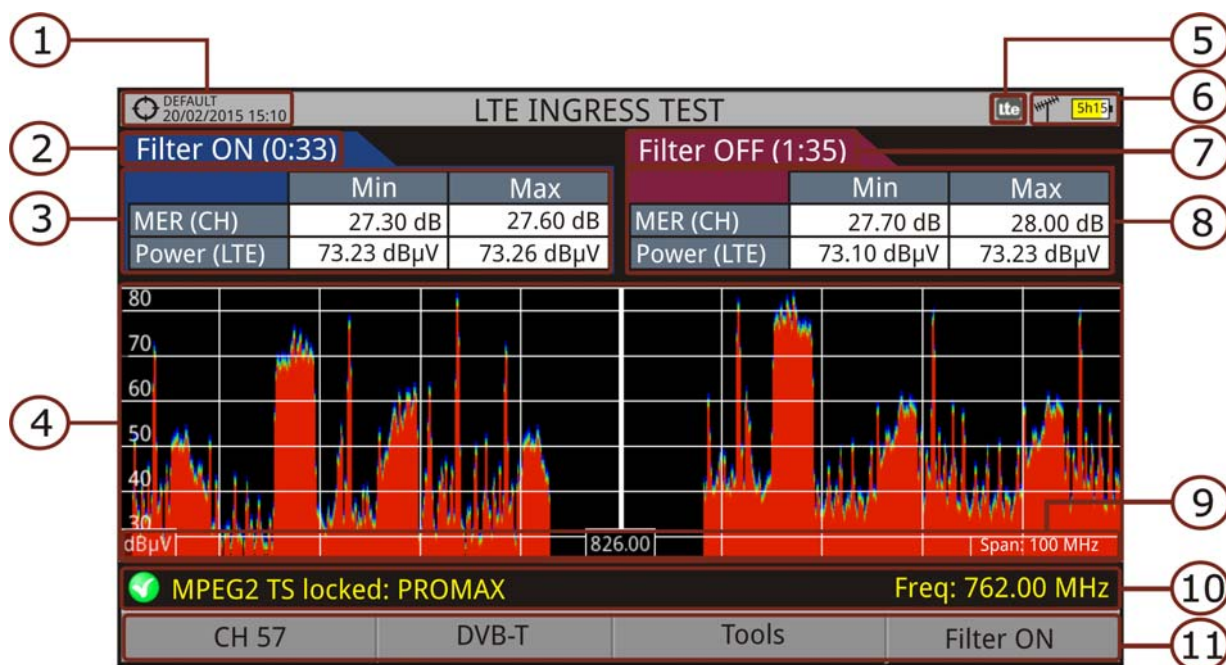 1
5
DEFAULT
20/02/2015 15:10
LTE INGRESS TEST
lte
5h15
6
2
Filter ON (0:33)
Filter OFF (1:35)
7
Min Max
Min Max
3
MER (CH) 27.30 dB 27.60 dB
MER (CH) 27.70 dB 28.00 dB
8
Power (LTE) 73.23 dBµV 73.26 dBµV
Power (LTE) 73.10 dBµV 73.23 dBµV
80
70
60
4
50
40
9
30
dBµV
826.00
Span: 100 MHz
MPEG2 TS locked: PROMAX
Freq: 762.00 MHz
10
CH 57
DVB-T
Tools
Filter ON
11